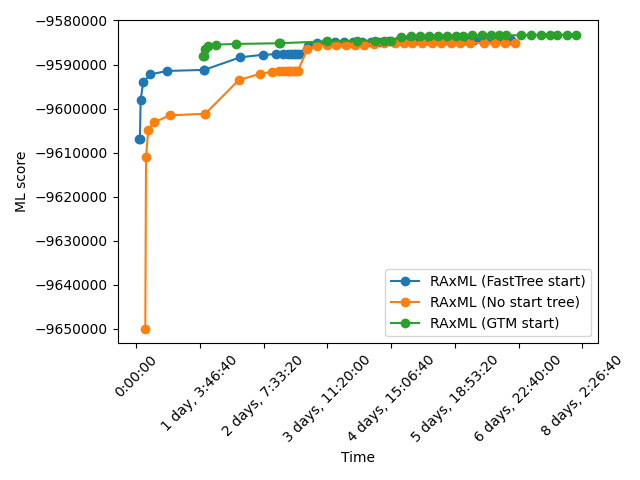 −9580000
−9590000
−9600000
−9610000
−9620000
−9630000
−9640000
−9650000
ML score
RAxML (FastTree start)
RAxML (No start tree)
RAxML (GTM start)
0:00:00
1 day, 3:46:40
2 days, 7:33:20
3 days, 11:20:00
4 days, 15:06:40
5 days, 18:53:20
6 days, 22:40:00
8 days, 2:26:40
Time